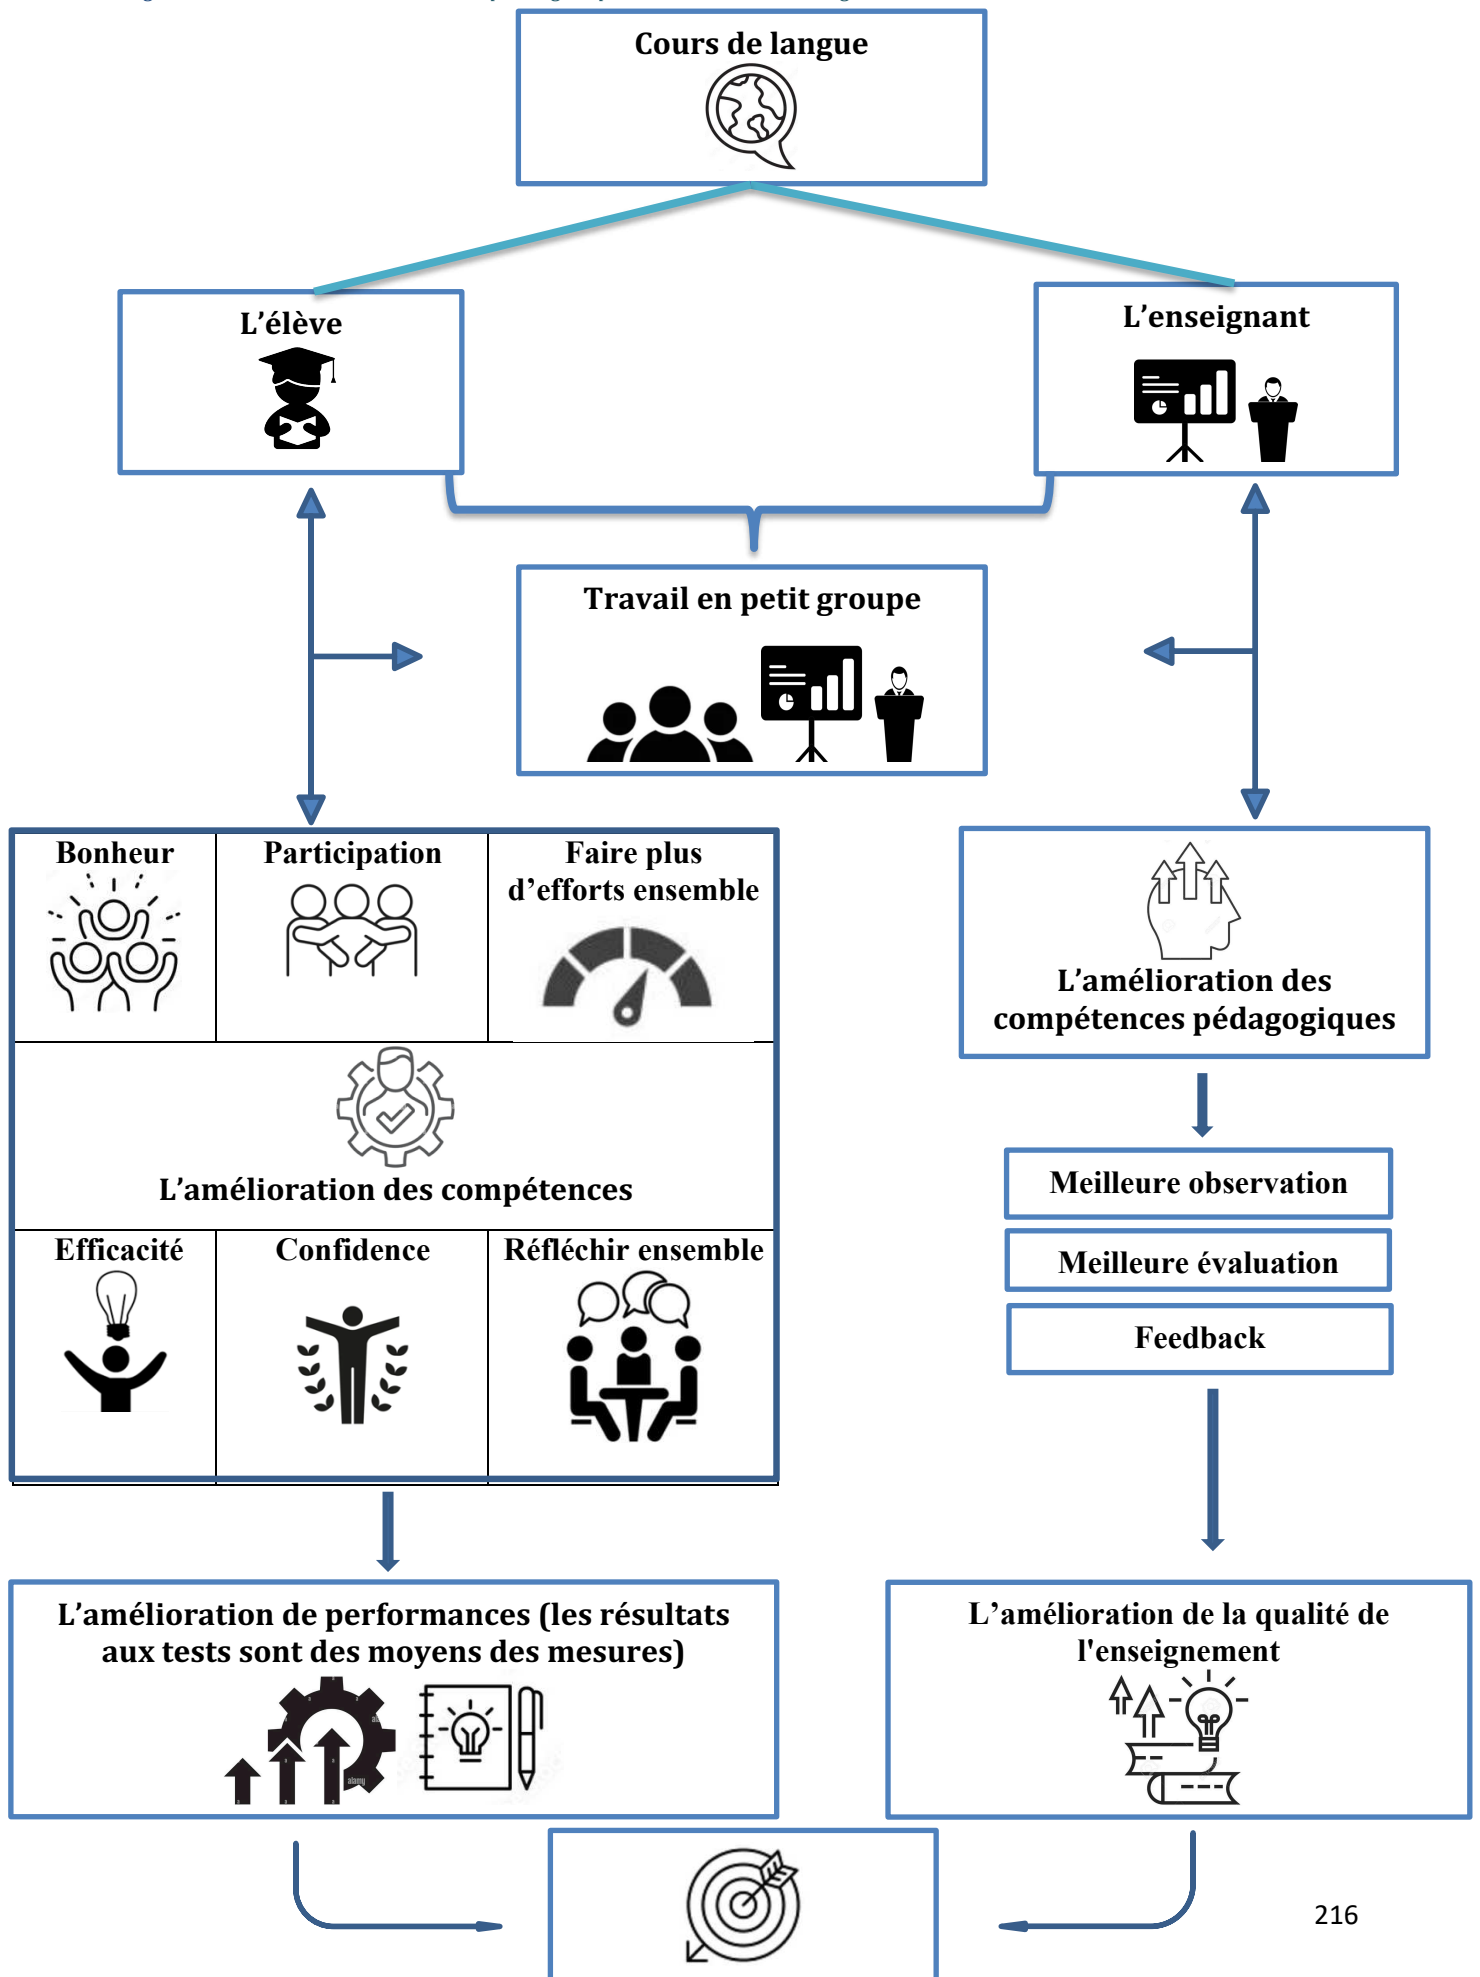 Cours de langue
L'élève
L'enseignant
Travail en petit groupe
Bonheur
Participation
Faire plus
d'efforts ensemble
L'amélioration des compétences
Efficacité
Confidence
Réfléchir ensemble
L'amélioration des
compétences pédagogiques
Meilleure observation
Meilleure évaluation
Feedback
L'amélioration de performances (les résultats
aux tests sont des moyens des mesures)
alamy
L'amélioration de la qualité de
l'enseignement
216